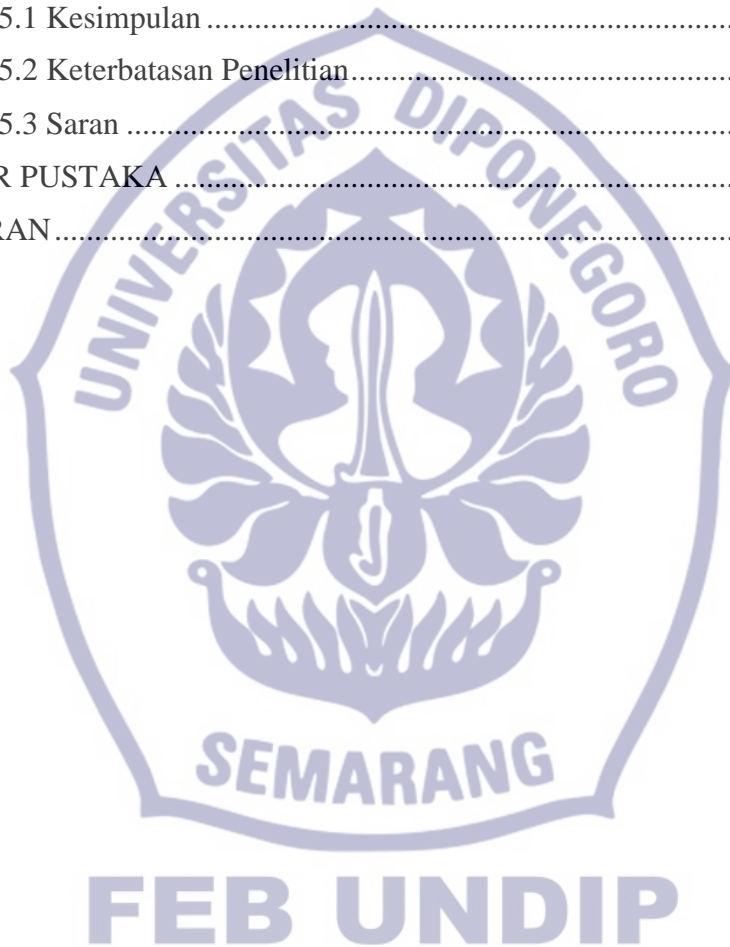 5.1 Kesimpulan ..........................................................................
5.2 Keterbatasan Penelitian.......................................................
5.3 Saran .....................................................................................
R PUSTAKA ..............................................................................
RAN................................................................................................
UNIVERSITAS DIPONEGORO
SEMARANG
FEB UNDIP